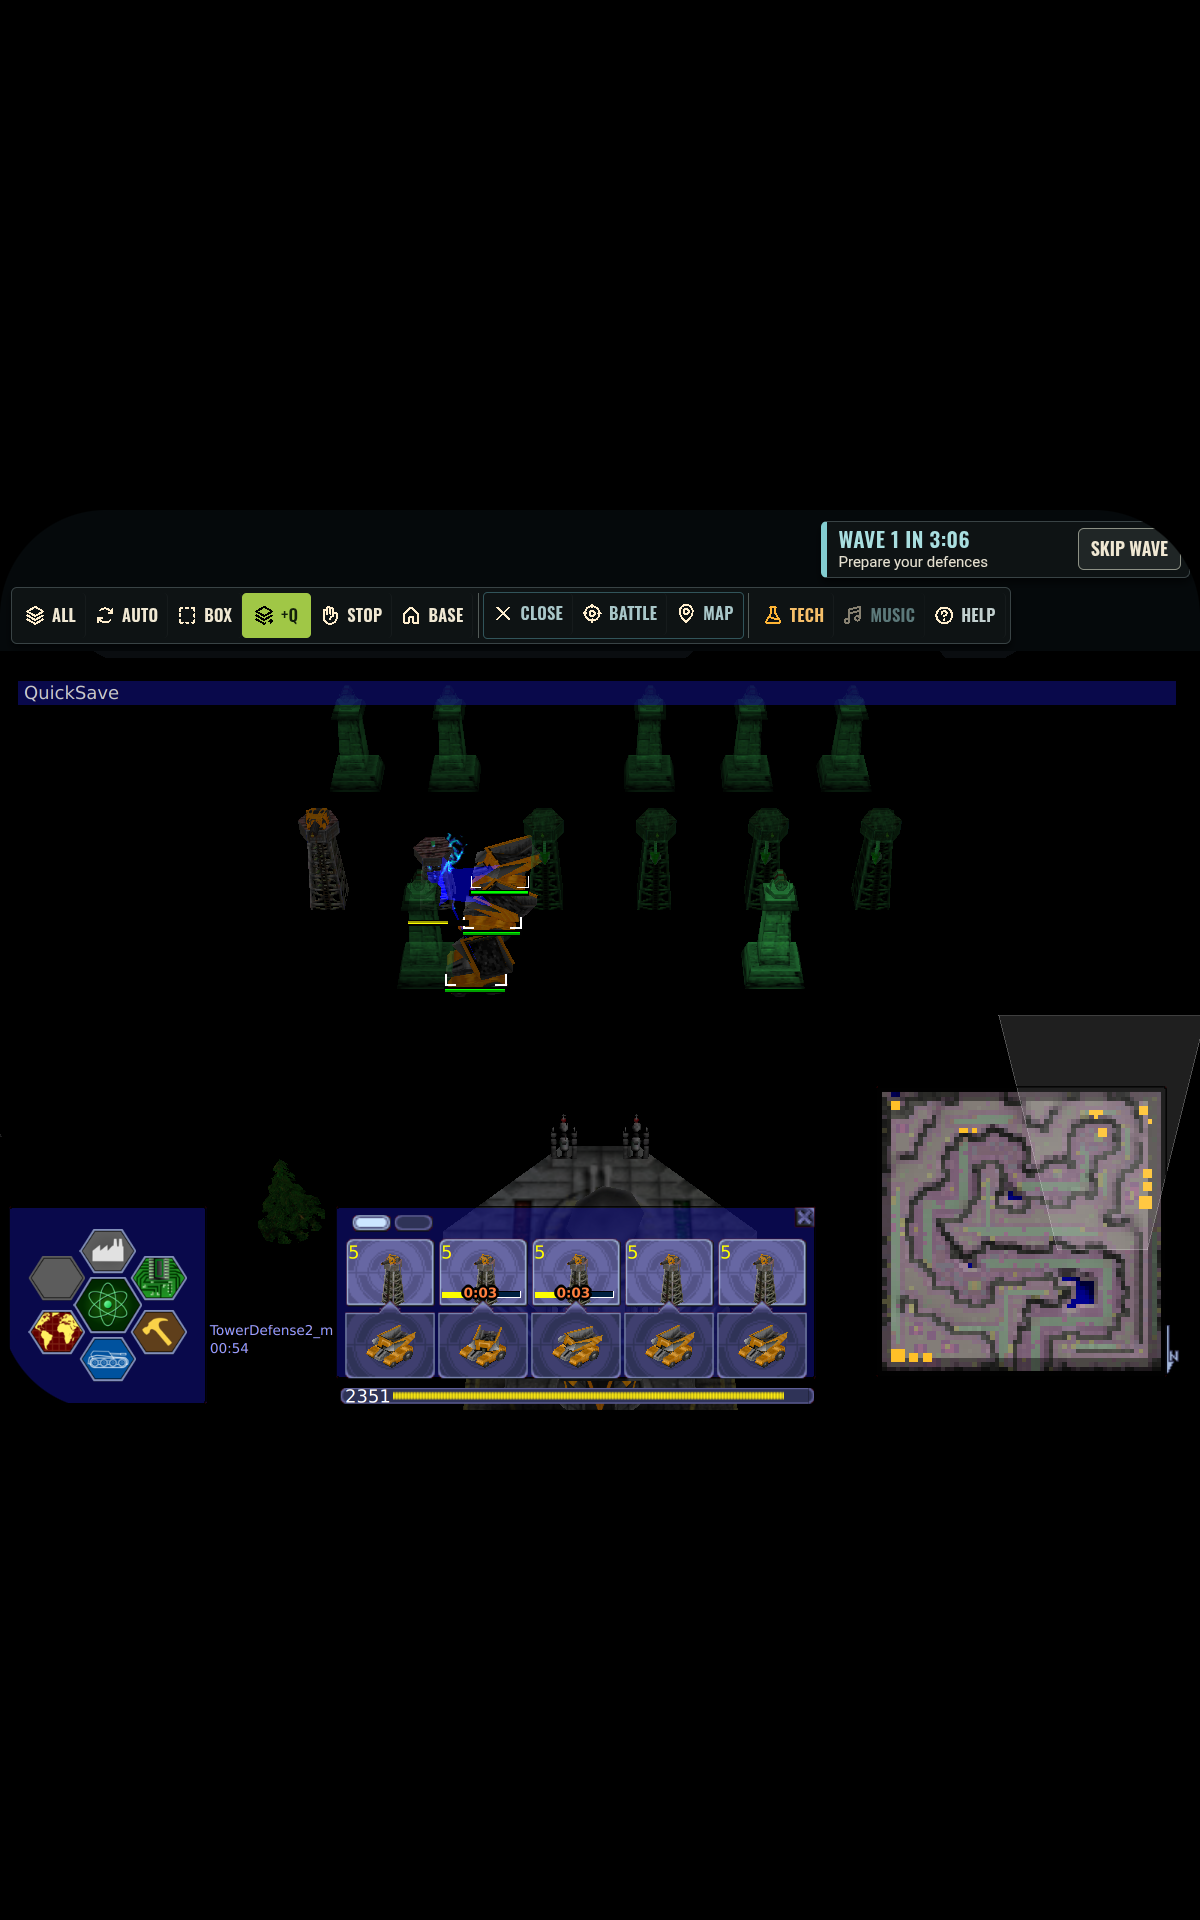 WAVE 1 IN 3:06
Prepare your defences
SKIP WAVE
ALL AUTO BOX +Q STOP BASE CLOSE BATTLE MAP TECH MUSIC HELP
QuickSave
5 5 5 5 5
0:03 0:03
TowerDefense2_m
00:54
2351
N